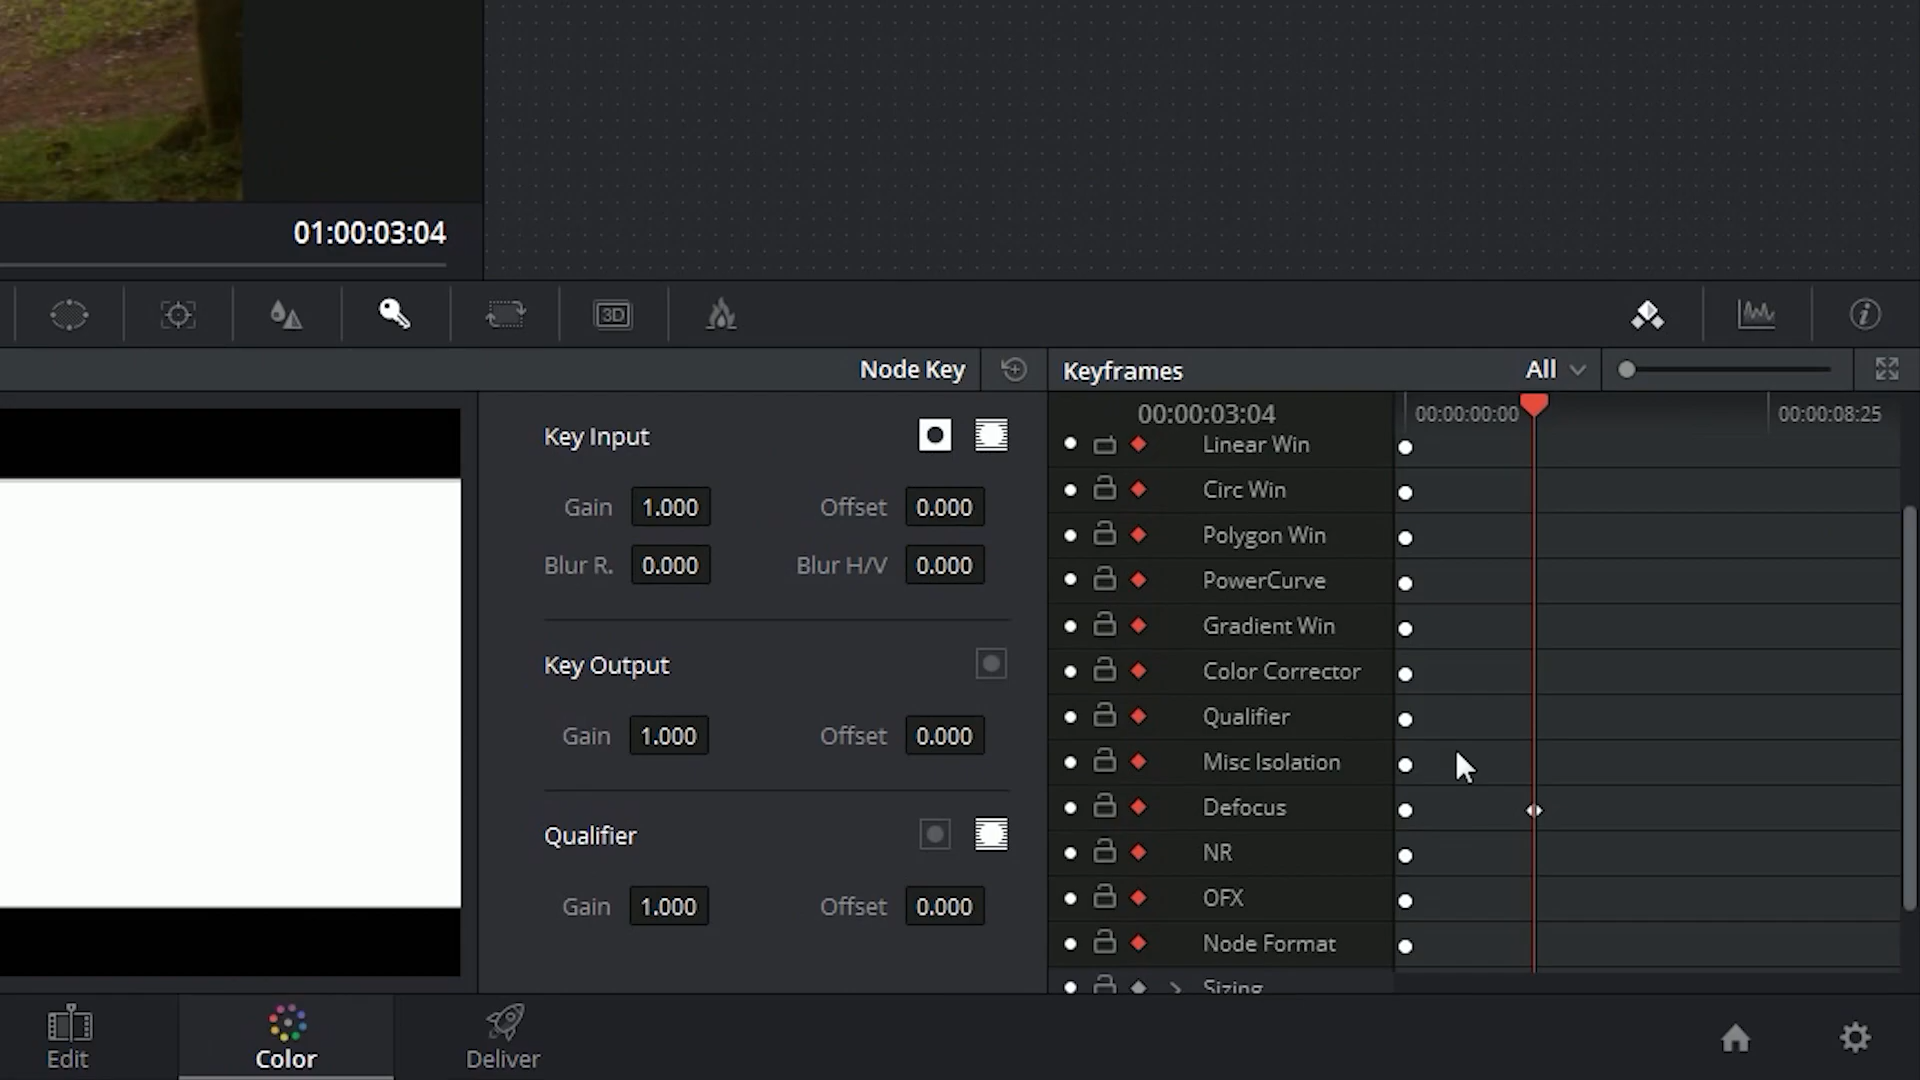 01:00:03:04
3D
Node Key
Keyframes
All
Key Input
00:00:03:04
00:00:00:00
00:00:08:25
Linear Win
Circ Win
Gain 1.000 Offset 0.000
Polygon Win
Blur R. 0.000 Blur H/V 0.000
PowerCurve
Gradient Win
Key Output
Color Corrector
Qualifier
Gain 1.000 Offset 0.000
Misc Isolation
Defocus
Qualifier
NR
OFX
Gain 1.000 Offset 0.000
Node Format
Sizing
Edit
Color
Deliver